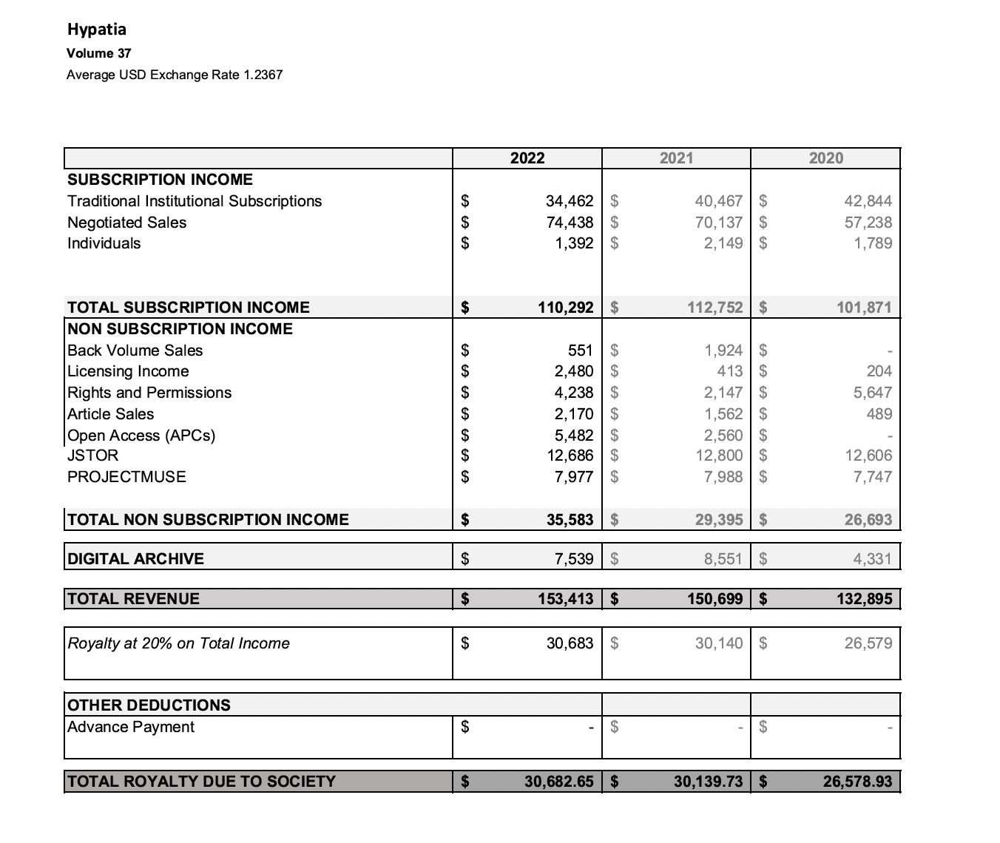 Hypatia
Volume 37
Average USD Exchange Rate 1.2367
2022 2021 2020
SUBSCRIPTION INCOME
Traditional Institutional Subscriptions $ 34,462 $ 40,467 $ 42,844
Negotiated Sales $ 74,438 $ 70,137 $ 57,238
Individuals $ 1,392 $ 2,149 $ 1,789
TOTAL SUBSCRIPTION INCOME $ 110,292 $ 112,752 $ 101,871
NON SUBSCRIPTION INCOME
Back Volume Sales $ 551 $ 1,924 $ -
Licensing Income $ 2,480 $ 413 $ 204
Rights and Permissions $ 4,238 $ 2,147 $ 5,647
Article Sales $ 2,170 $ 1,562 $ 489
Open Access (APCs) $ 5,482 $ 2,560 $ -
JSTOR $ 12,686 $ 12,800 $ 12,606
PROJECTMUSE $ 7,977 $ 7,988 $ 7,747
TOTAL NON SUBSCRIPTION INCOME $ 35,583 $ 29,395 $ 26,693
DIGITAL ARCHIVE $ 7,539 $ 8,551 $ 4,331
TOTAL REVENUE $ 153,413 $ 150,699 $ 132,895
Royalty at 20% on Total Income $ 30,683 $ 30,140 $ 26,579
OTHER DEDUCTIONS
Advance Payment $ - $ - $ -
TOTAL ROYALTY DUE TO SOCIETY $ 30,682.65 $ 30,139.73 $ 26,578.93